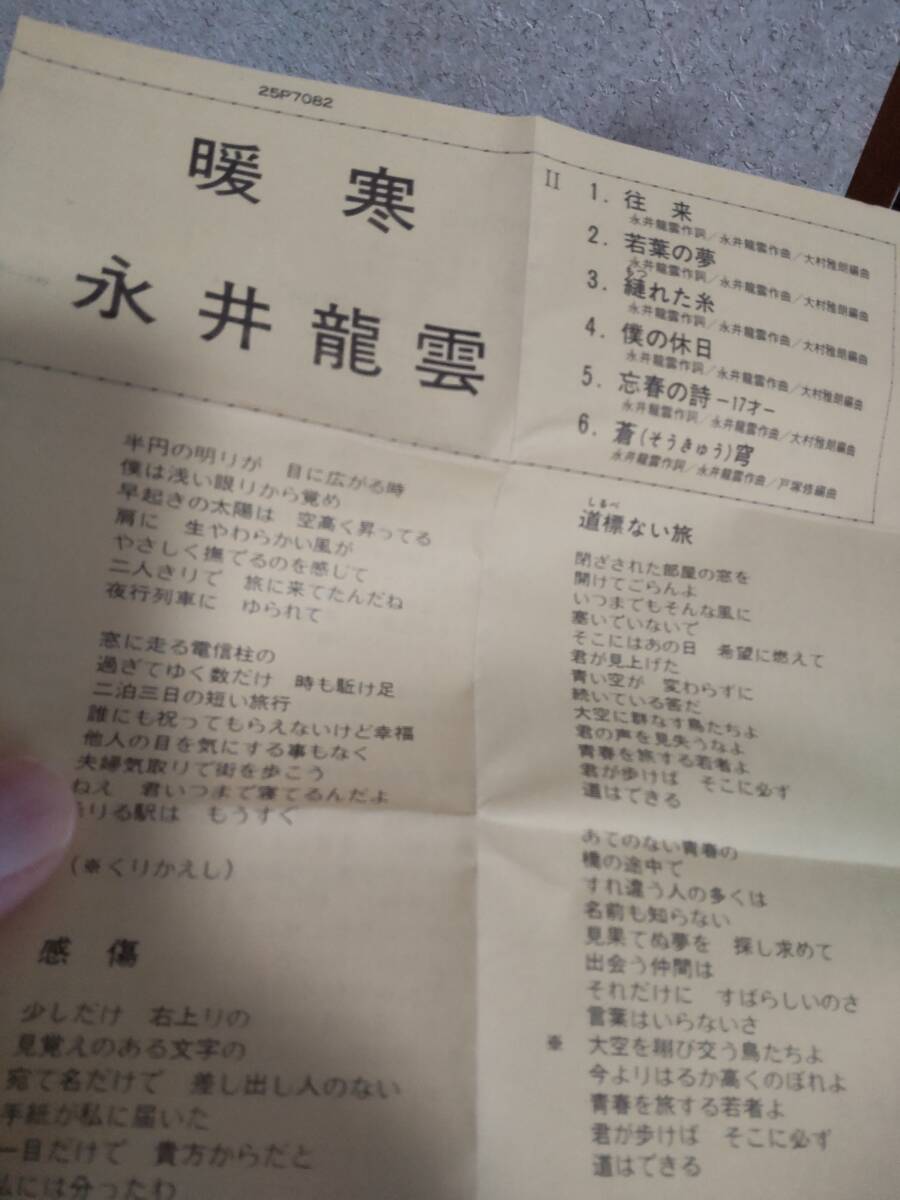 25P7082
暖寒
永井龍雲
II
1. 往来
永井龍雲作詞／永井龍雲作曲／大村雅朗編曲
2. 若葉の夢
永井龍雲作詞／永井龍雲作曲／大村雅朗編曲
もつ
3. 縺れた糸
永井龍雲作詞／永井龍雲作曲／大村雅朗編曲
4. 僕の休日
永井龍雲作詞／永井龍雲作曲／大村雅朗編曲
5. 忘春の詩 ―17才―
永井龍雲作詞／永井龍雲作曲／大村雅朗編曲
6. 蒼(そうきゅう)穹
永井龍雲作詞／永井龍雲作曲／戸塚修編曲
半円の明りが 目に広がる時
僕は浅い眠りから覚め
早起きの太陽は 空高く昇ってる
肩に 生やわらかい風が
やさしく撫でるのを感じて
二人きりで 旅に来てたんだね
夜行列車に ゆられて
窓に走る電信柱の
過ぎてゆく数だけ 時も駈け足
二泊三日の短い旅行
誰にも祝ってもらえないけど幸福
他人の目を気にする事もなく
夫婦気取りで街を歩こう
ねえ 君いつまで寝てるんだよ
りる駅は もうすぐ
(※くりかえし)
感傷
少しだけ 右上りの
見覚えのある文字の
宛て名だけで 差し出し人のない
手紙が私に届いた
一目だけで 貴方からだと
私には分ったわ
しるべ
道標ない旅
閉ざされた部屋の窓を
開けてごらんよ
いつまでもそんな風に
塞いでいないで
そこにはあの日 希望に燃えて
君が見上げた
青い空が 変わらずに
続いている筈だ
大空に群なす鳥たちよ
君の声を見失うなよ
青春を旅する若者よ
君が歩けば そこに必ず
道はできる
あてのない青春の
橋の途中で
すれ違う人の多くは
名前も知らない
見果てぬ夢を 探し求めて
出会う仲間は
それだけに すばらしいのさ
言葉はいらないさ
※ 大空を翔び交う鳥たちよ
今よりはるか高くのぼれよ
青春を旅する若者よ
君が歩けば そこに必ず
道はできる